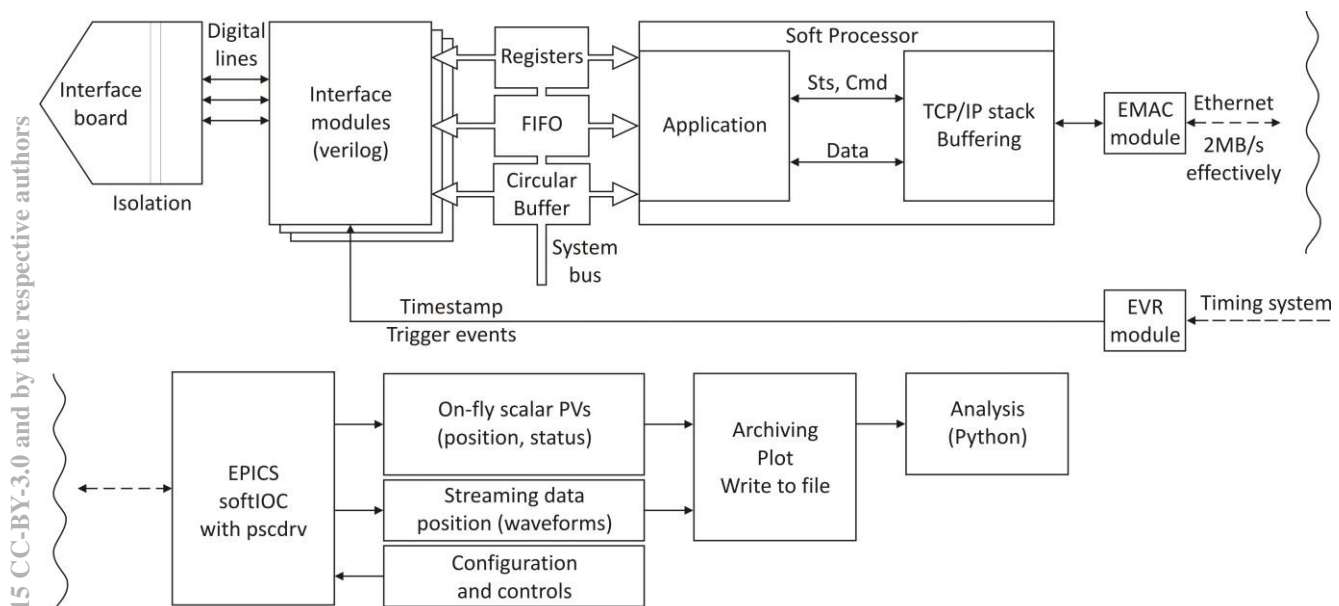 15 CC-BY-3.0 and by the respective authors
Interface
board
Isolation
Digital
lines
Interface
modules
(verilog)
Registers
FIFO
Circular
Buffer
System
bus
Soft Processor
Application
Sts, Cmd
Data
TCP/IP stack
Buffering
EMAC
module
Ethernet
2MB/s
effectively
Timestamp
Trigger events
EVR
module
Timing system
EPICS
softIOC
with pscdrv
On-fly scalar PVs
(position, status)
Streaming data
position (waveforms)
Configuration
and controls
Archiving
Plot
Write to file
Analysis
(Python)